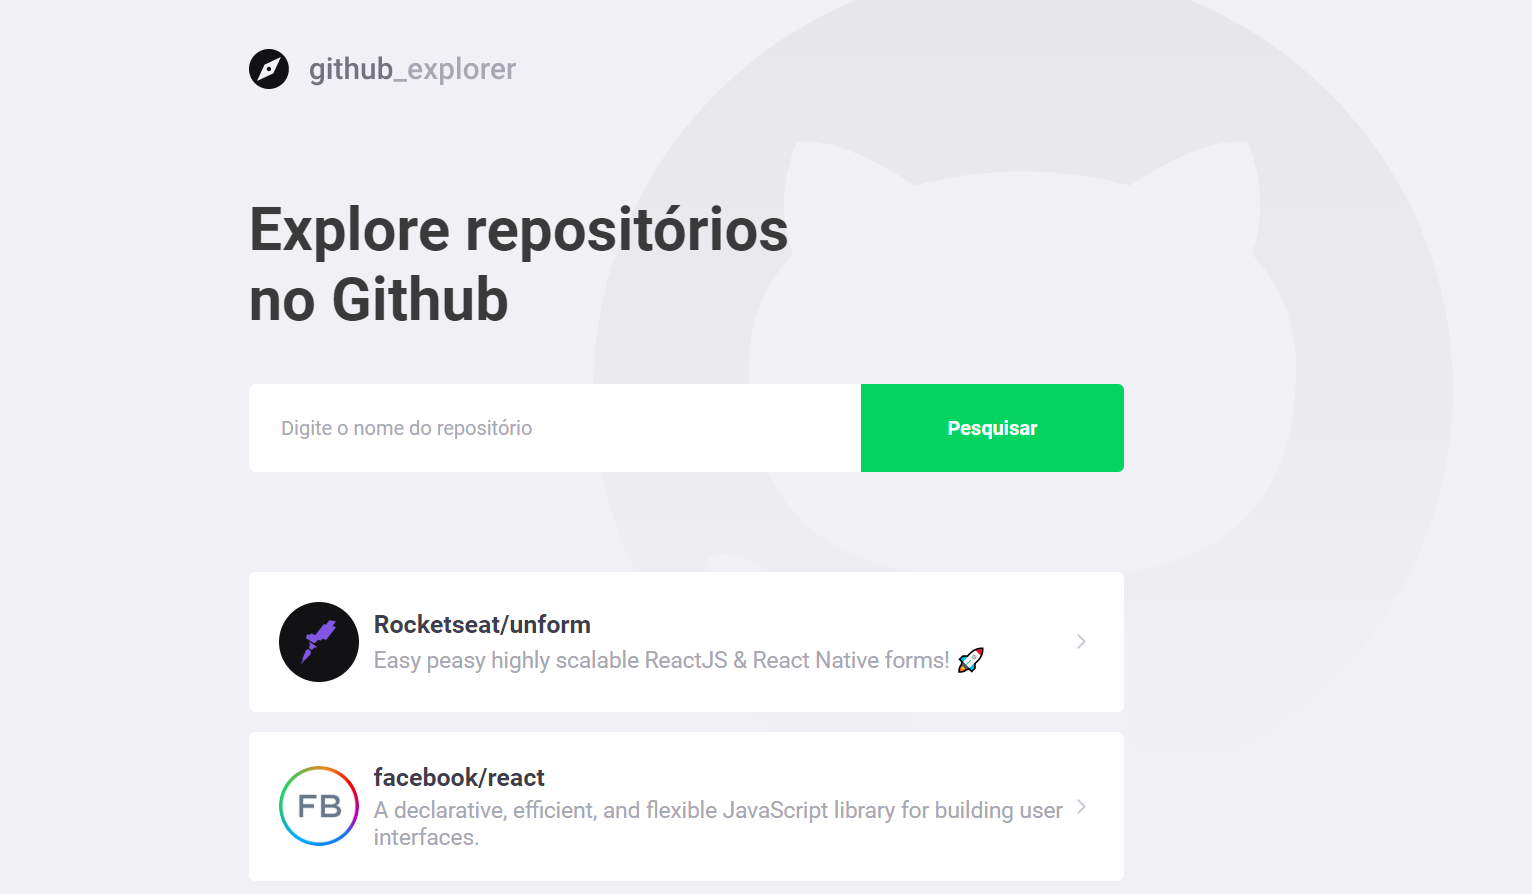 github_explorer
Explore repositórios
no Github
Digite o nome do repositório
Pesquisar
Rocketseat/unform
Easy peasy highly scalable ReactJS & React Native forms! 🚀
FB
facebook/react
A declarative, efficient, and flexible JavaScript library for building user
interfaces.